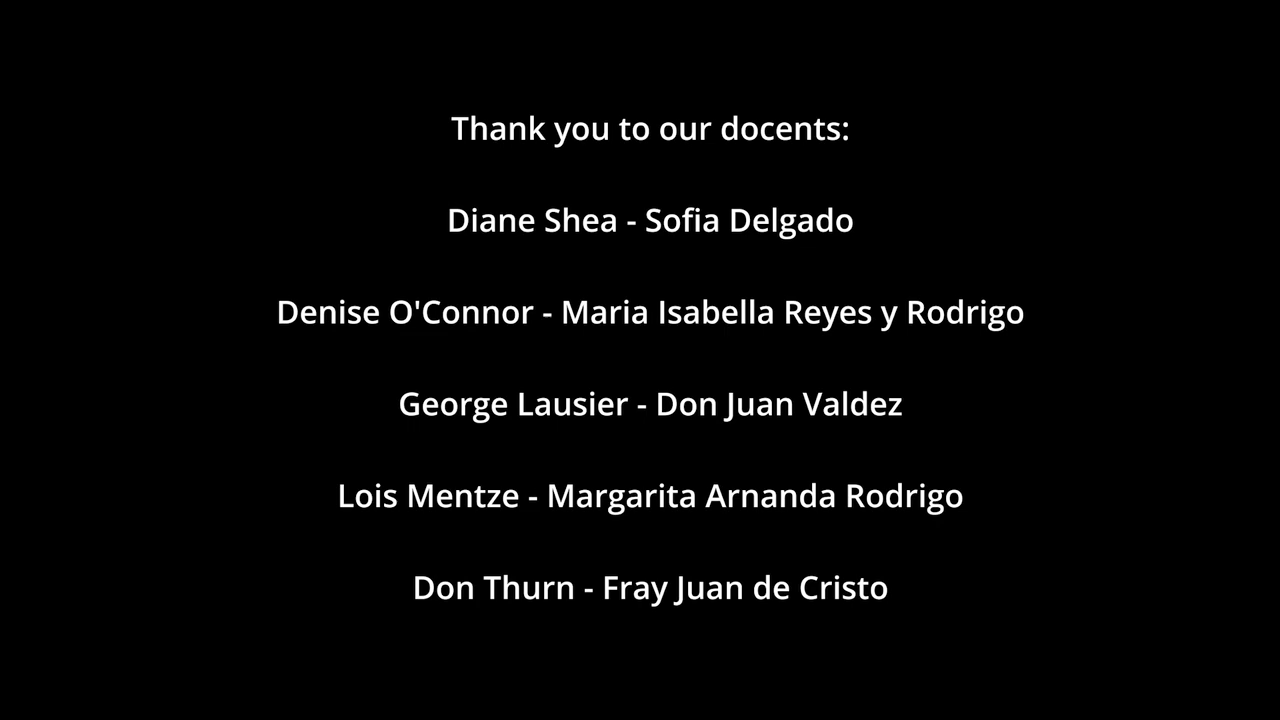 Thank you to our docents:
Diane Shea - Sofia Delgado
Denise O'Connor - Maria Isabella Reyes y Rodrigo
George Lausier - Don Juan Valdez
Lois Mentze - Margarita Arnanda Rodrigo
Don Thurn - Fray Juan de Cristo